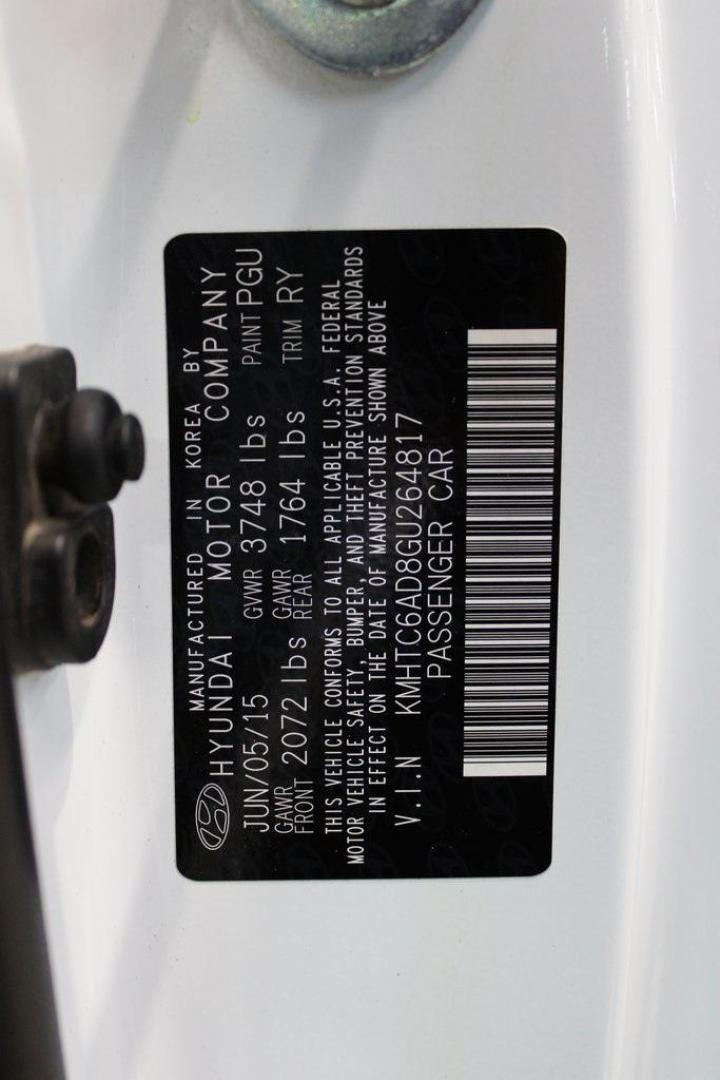 MANUFACTURED IN KOREA BY
HYUNDAI MOTOR COMPANY
JUN/05/15 GVWR 3748 lbs PAINT PGU
GAWR FRONT 2072 lbs GAWR REAR 1764 lbs TRIM RY
THIS VEHICLE CONFORMS TO ALL APPLICABLE U.S.A. FEDERAL
MOTOR VEHICLE SAFETY, BUMPER, AND THEFT PREVENTION STANDARDS
IN EFFECT ON THE DATE OF MANUFACTURE SHOWN ABOVE
V.I.N KMHTC6AD8GU264817
PASSENGER CAR